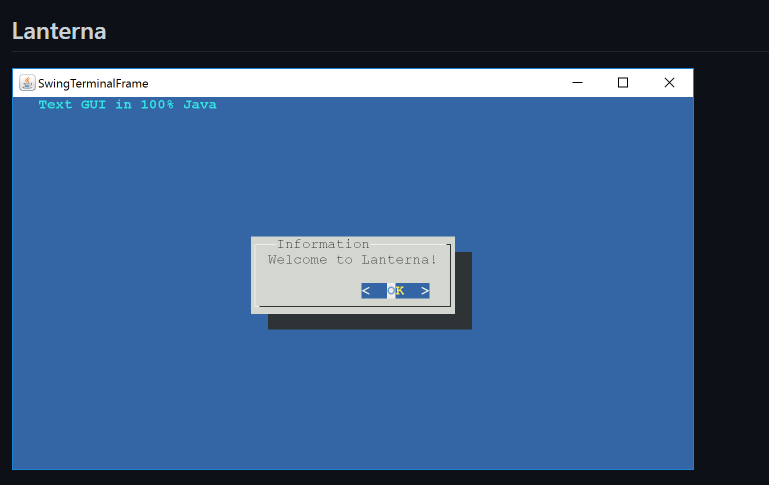 Lanterna
SwingTerminalFrame
Text GUI in 100% Java
Information
Welcome to Lanterna!
< OK >